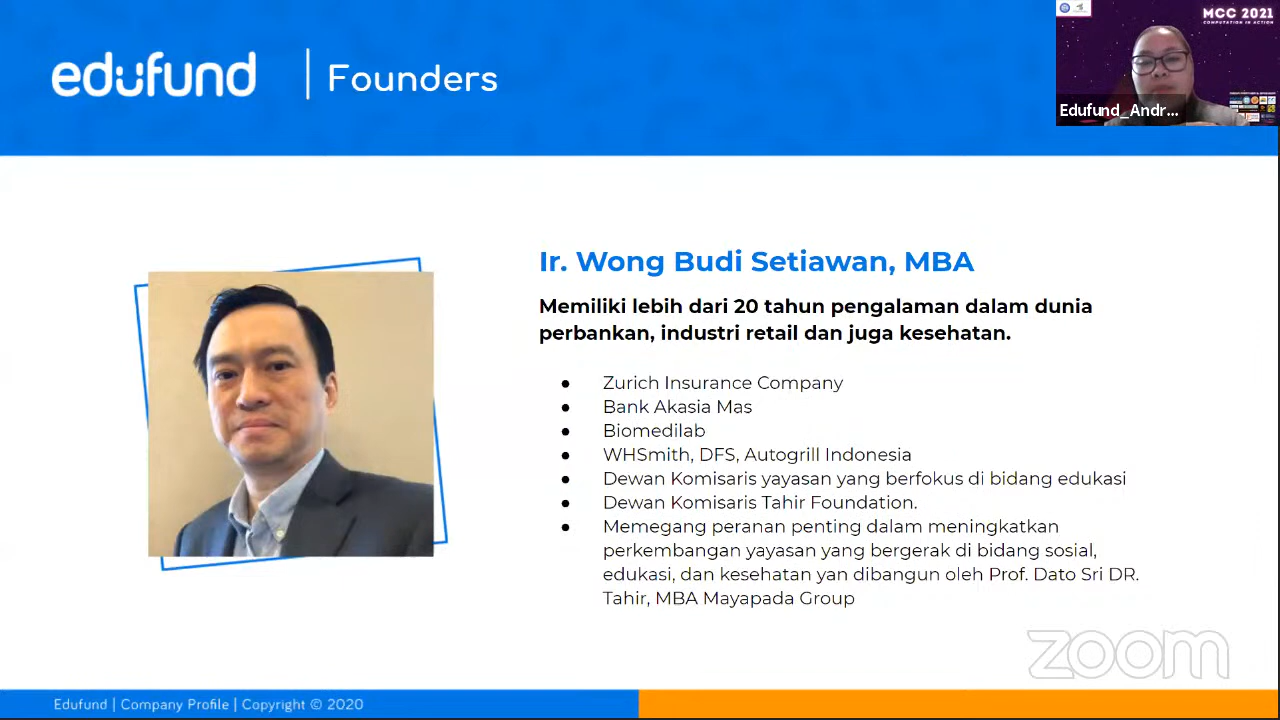 edufund
Founders
MCC 2021
COMPUTATION IN ACTION
Edufund_Andr...
Ir. Wong Budi Setiawan, MBA
Memiliki lebih dari 20 tahun pengalaman dalam dunia
perbankan, industri retail dan juga kesehatan.
● Zurich Insurance Company
● Bank Akasia Mas
● Biomedilab
● WHSmith, DFS, Autogrill Indonesia
● Dewan Komisaris yayasan yang berfokus di bidang edukasi
● Dewan Komisaris Tahir Foundation.
● Memegang peranan penting dalam meningkatkan
perkembangan yayasan yang bergerak di bidang sosial,
edukasi, dan kesehatan yan dibangun oleh Prof. Dato Sri DR.
Tahir, MBA Mayapada Group
zoom
Edufund | Company Profile | Copyright © 2020